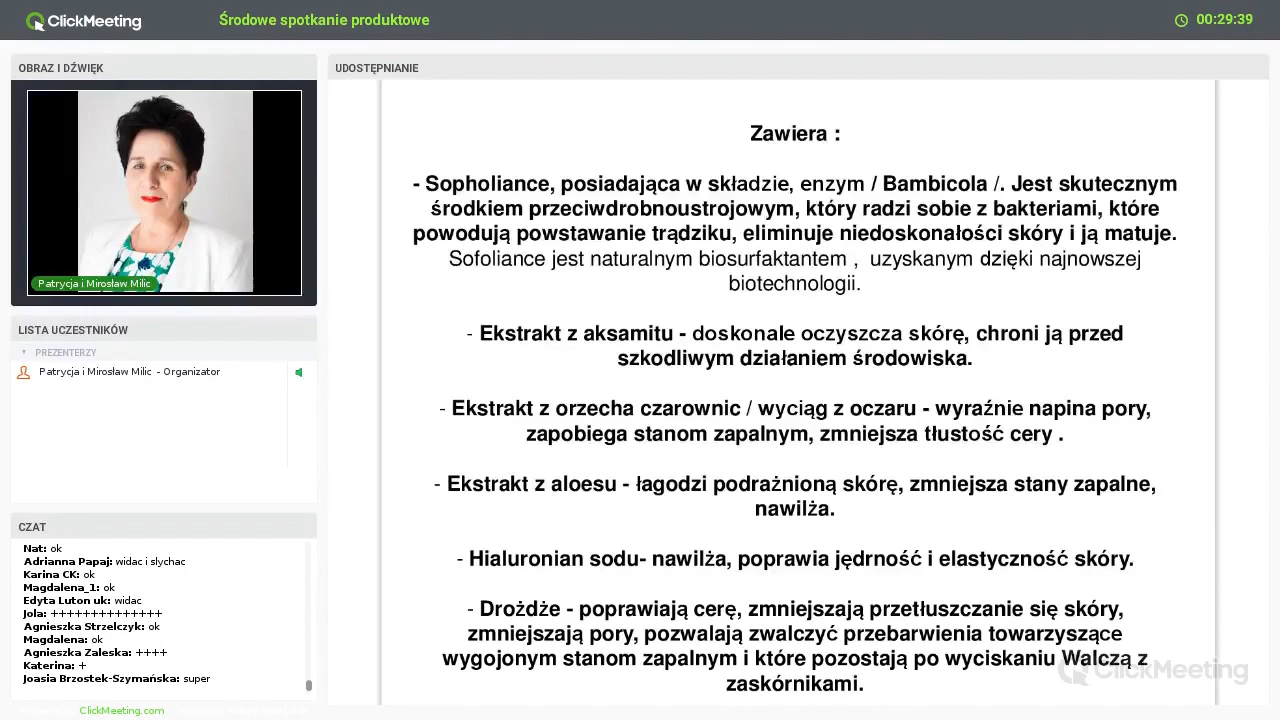 ClickMeeting
Środowe spotkanie produktowe
00:29:39
OBRAZ I DŹWIĘK
Patrycja i Mirosław Milic
LISTA UCZESTNIKÓW
PREZENTERZY
Patrycja i Mirosław Milic - Organizator
CZAT
Nat: ok
Adrianna Papaj: widac i slychac
Karina CK: ok
Magdalena_1: ok
Edyta Luton uk: widac
Jola: ++++++++++++++
Agnieszka Strzelczyk: ok
Magdalena: ok
Agnieszka Zaleska: ++++
Katerina: +
Joasia Brzostek-Szymańska: super
ClickMeeting.com
UDOSTĘPNIANIE
Zawiera :
- Sopholiance, posiadająca w składzie, enzym / Bambicola /. Jest skutecznym
środkiem przeciwdrobnoustrojowym, który radzi sobie z bakteriami, które
powodują powstawanie trądziku, eliminuje niedoskonałości skóry i ją matuje.
Sofoliance jest naturalnym biosurfaktantem , uzyskanym dzięki najnowszej
biotechnologii.
- Ekstrakt z aksamitu - doskonale oczyszcza skórę, chroni ją przed
szkodliwym działaniem środowiska.
- Ekstrakt z orzecha czarownic / wyciąg z oczaru - wyraźnie napina pory,
zapobiega stanom zapalnym, zmniejsza tłustość cery .
- Ekstrakt z aloesu - łagodzi podrażnioną skórę, zmniejsza stany zapalne,
nawilża.
- Hialuronian sodu- nawilża, poprawia jędrność i elastyczność skóry.
- Drożdże - poprawiają cerę, zmniejszają przetłuszczanie się skóry,
zmniejszają pory, pozwalają zwalczyć przebarwienia towarzyszące
wygojonym stanom zapalnym i które pozostają po wyciskaniu Walczą z
zaskórnikami.
ClickMeeting